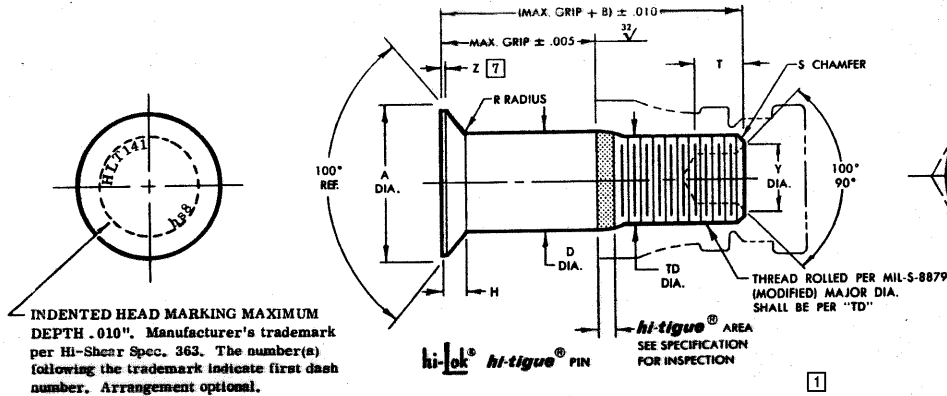 (MAX. GRIP + B) ± .010
MAX. GRIP ± .005
32
Z 7
T
S CHAMFER
R RADIUS
HLT141
hs8
100°
REF.
A
DIA.
Y
DIA.
100°
90°
D
DIA.
TD
DIA.
H
THREAD ROLLED PER MIL-S-8879
(MODIFIED) MAJOR DIA.
SHALL BE PER "TD"
INDENTED HEAD MARKING MAXIMUM
DEPTH .010". Manufacturer's trademark
per Hi-Shear Spec. 363. The number(s)
following the trademark indicate first dash
number. Arrangement optional.
hi-tigue® AREA
SEE SPECIFICATION
FOR INSPECTION
hi-lok® hi-tigue® PIN
1